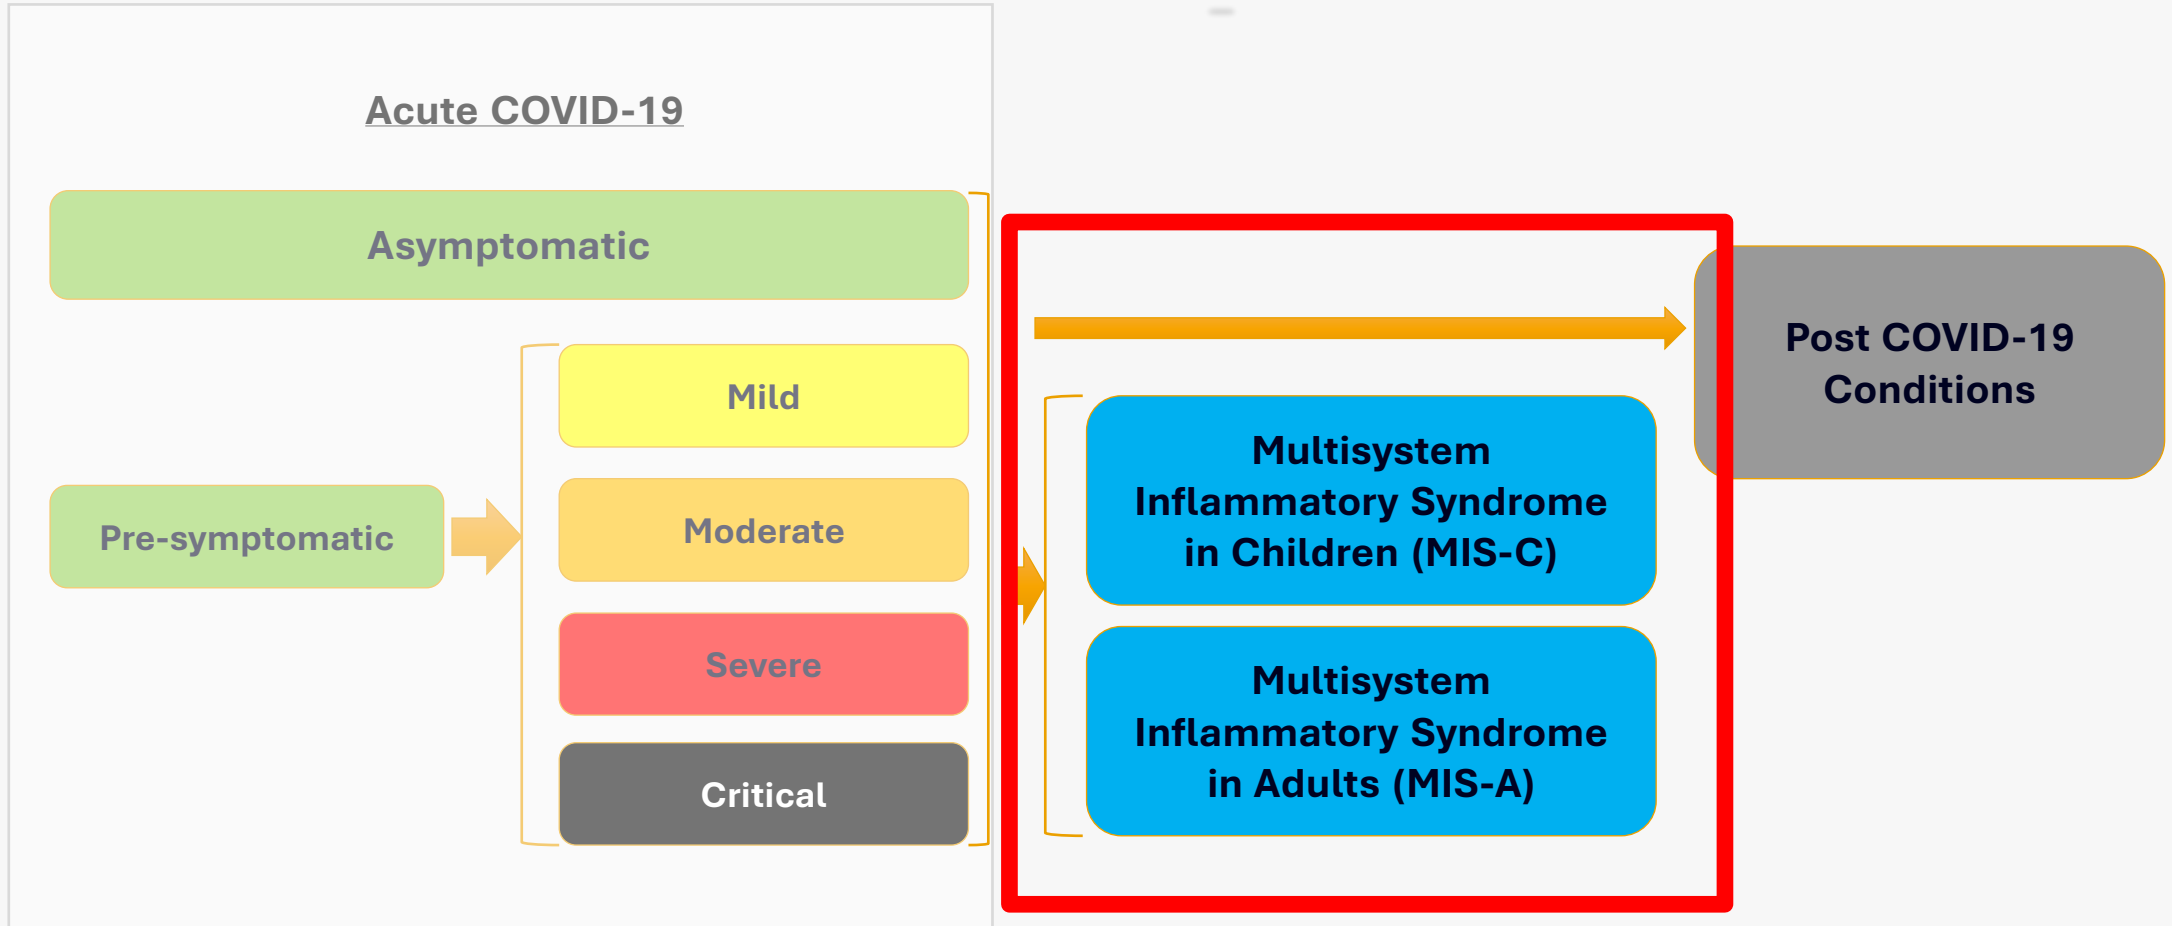 Acute COVID-19
Asymptomatic
Pre-symptomatic
Mild
Moderate
Severe
Critical
Multisystem
Inflammatory Syndrome
in Children (MIS-C)
Multisystem
Inflammatory Syndrome
in Adults (MIS-A)
Post COVID-19
Conditions